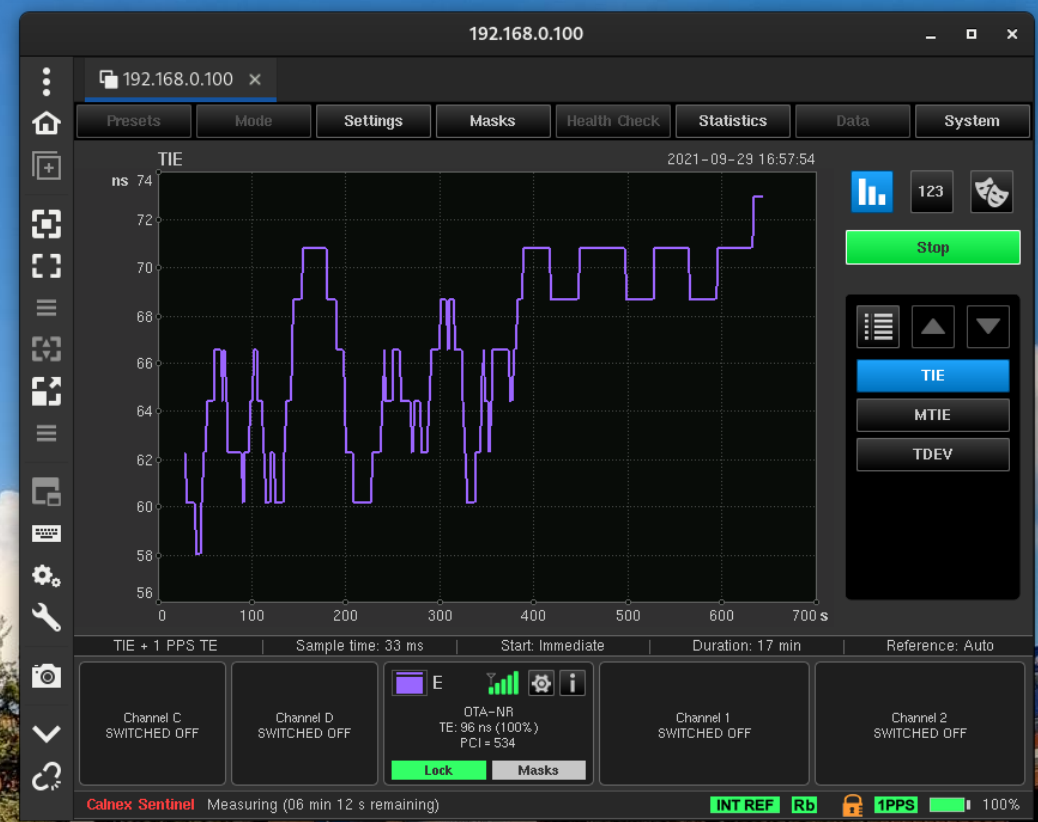 192.168.0.100
192.168.0.100
Presets Mode Settings Masks Health Check Statistics Data System
TIE 2021-09-29 16:57:54
ns 74
72
70
68
66
64
62
60
58
56
0 100 200 300 400 500 600 700 s
123
Stop
TIE
MTIE
TDEV
TIE + 1 PPS TE | Sample time: 33 ms | Start: Immediate | Duration: 17 min | Reference: Auto
Channel C
SWITCHED OFF
Channel D
SWITCHED OFF
E
OTA-NR
TE: 96 ns (100%)
PCI = 534
Lock Masks
Channel 1
SWITCHED OFF
Channel 2
SWITCHED OFF
Calnex Sentinel Measuring (06 min 12 s remaining) INT REF Rb 1PPS 100%